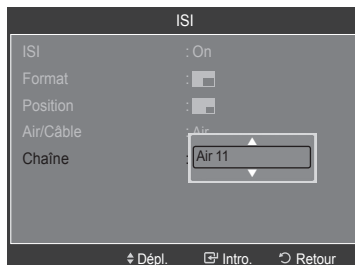 ISI
ISI : On
Format :
Position :
Air/Câble : Air
Chaîne : Air 11
Dépl. Intro. Retour